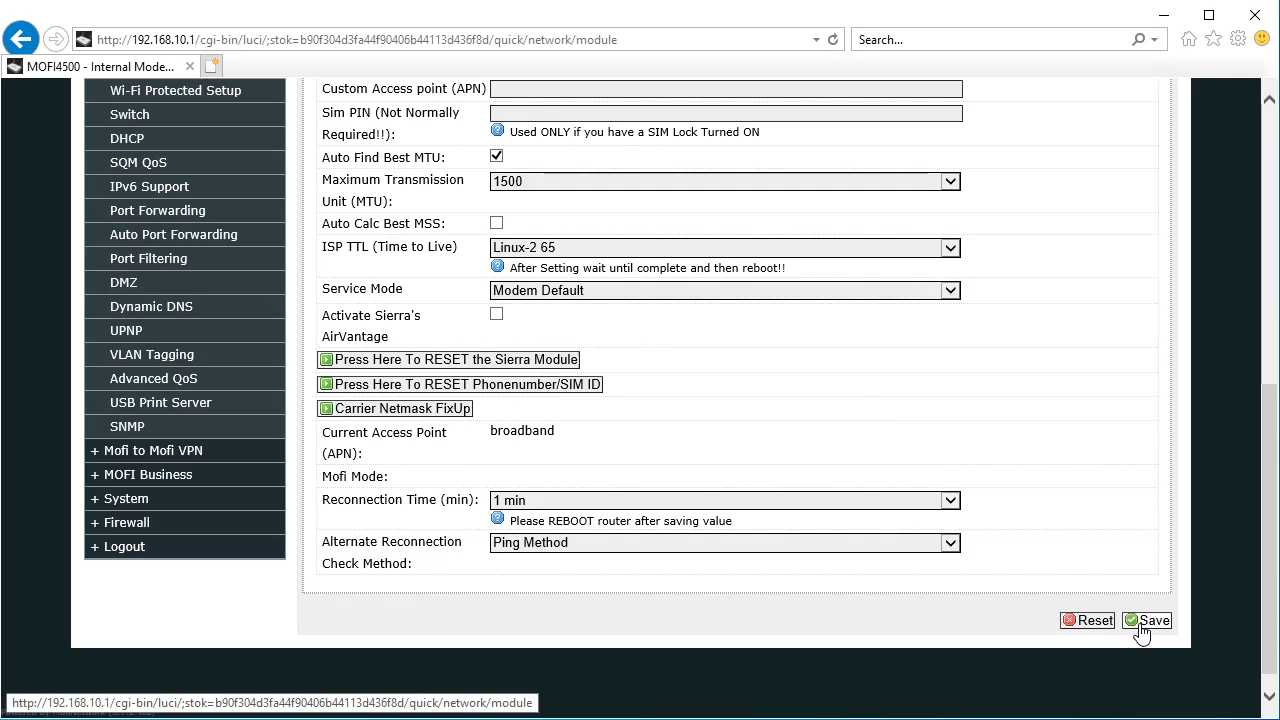 http://192.168.10.1/cgi-bin/luci/;stok=b90f304d3fa44f90406b44113d436f8d/quick/network/module
Search...
MOFI4500 - Internal Mode...
Wi-Fi Protected Setup
Switch
DHCP
SQM QoS
IPv6 Support
Port Forwarding
Auto Port Forwarding
Port Filtering
DMZ
Dynamic DNS
UPNP
VLAN Tagging
Advanced QoS
USB Print Server
SNMP
+ Mofi to Mofi VPN
+ MOFI Business
+ System
+ Firewall
+ Logout
Custom Access point (APN)
Sim PIN (Not Normally
Required!!):
Used ONLY if you have a SIM Lock Turned ON
Auto Find Best MTU:
Maximum Transmission
Unit (MTU):
1500
Auto Calc Best MSS:
ISP TTL (Time to Live)
Linux-2 65
After Setting wait until complete and then reboot!!
Service Mode
Modem Default
Activate Sierra's
AirVantage
Press Here To RESET the Sierra Module
Press Here To RESET Phonenumber/SIM ID
Carrier Netmask FixUp
Current Access Point
(APN):
broadband
Mofi Mode:
Reconnection Time (min):
1 min
Please REBOOT router after saving value
Alternate Reconnection
Check Method:
Ping Method
Reset
Save
http://192.168.10.1/cgi-bin/luci/;stok=b90f304d3fa44f90406b44113d436f8d/quick/network/module